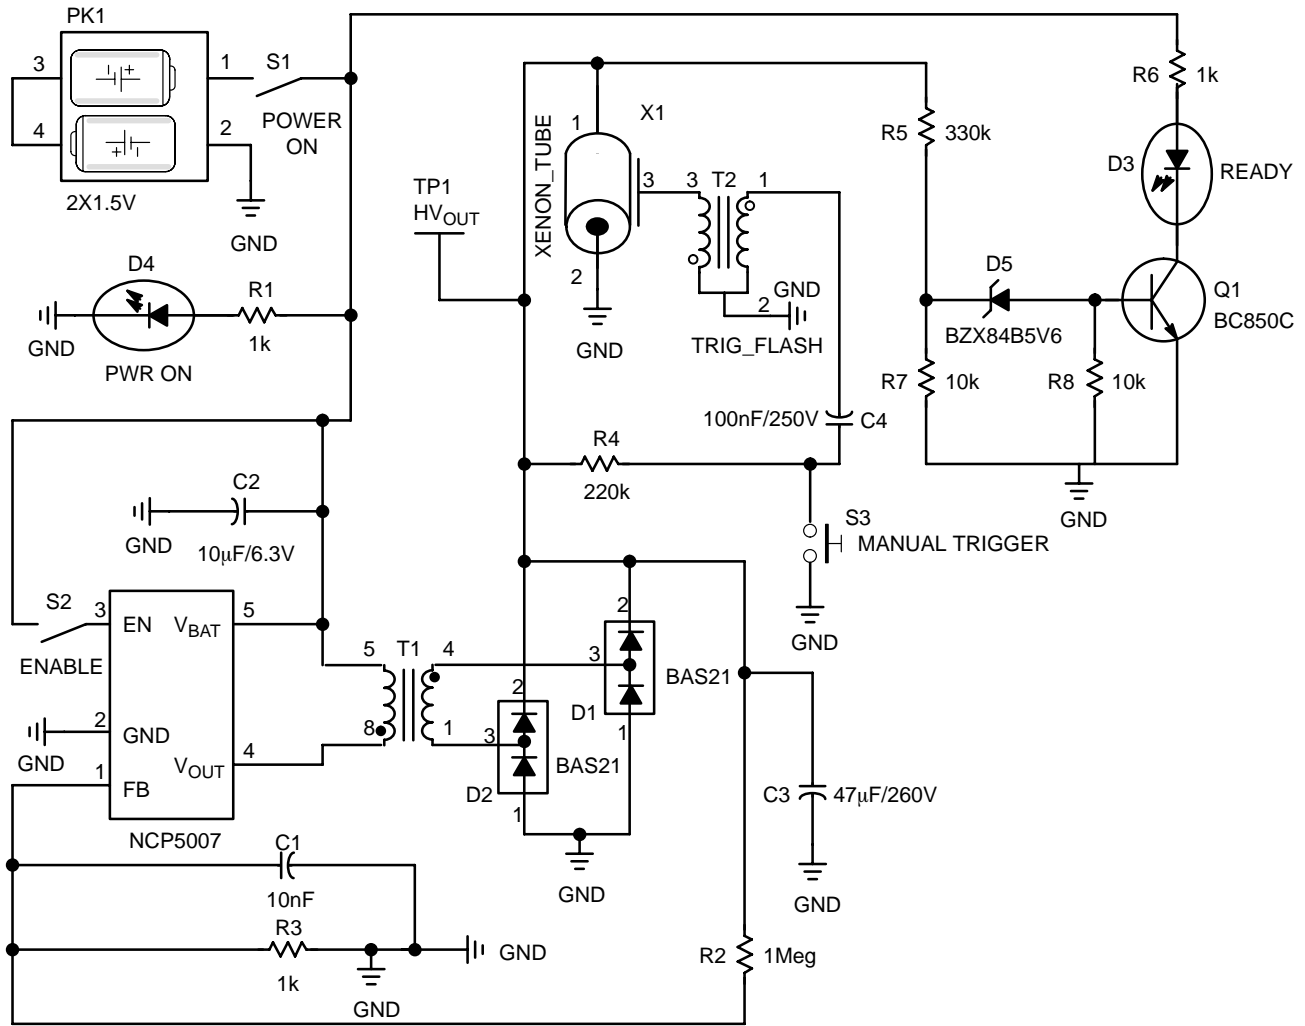 PK1
3
4
1
2
S1
POWER
ON
2X1.5V
GND
D4
R1
1k
GND
PWR ON
TP1
HVOUT
XENON_TUBE
X1
1
2
3
GND
3
T2
1
2
GND
TRIG_FLASH
R5
330k
R6
1k
D3
READY
D5
BZX84B5V6
Q1
BC850C
R7
10k
R8
10k
GND
100nF/250V
C4
R4
220k
S3
MANUAL TRIGGER
GND
C2
GND
10µF/6.3V
S2
ENABLE
3
EN
VBAT
5
2
GND
GND
VOUT
4
1
FB
NCP5007
5
T1
4
8
1
2
3
D1
BAS21
1
2
3
BAS21
D2
1
GND
C3
47µF/260V
GND
C1
10nF
R3
1k
GND
GND
R2
1Meg